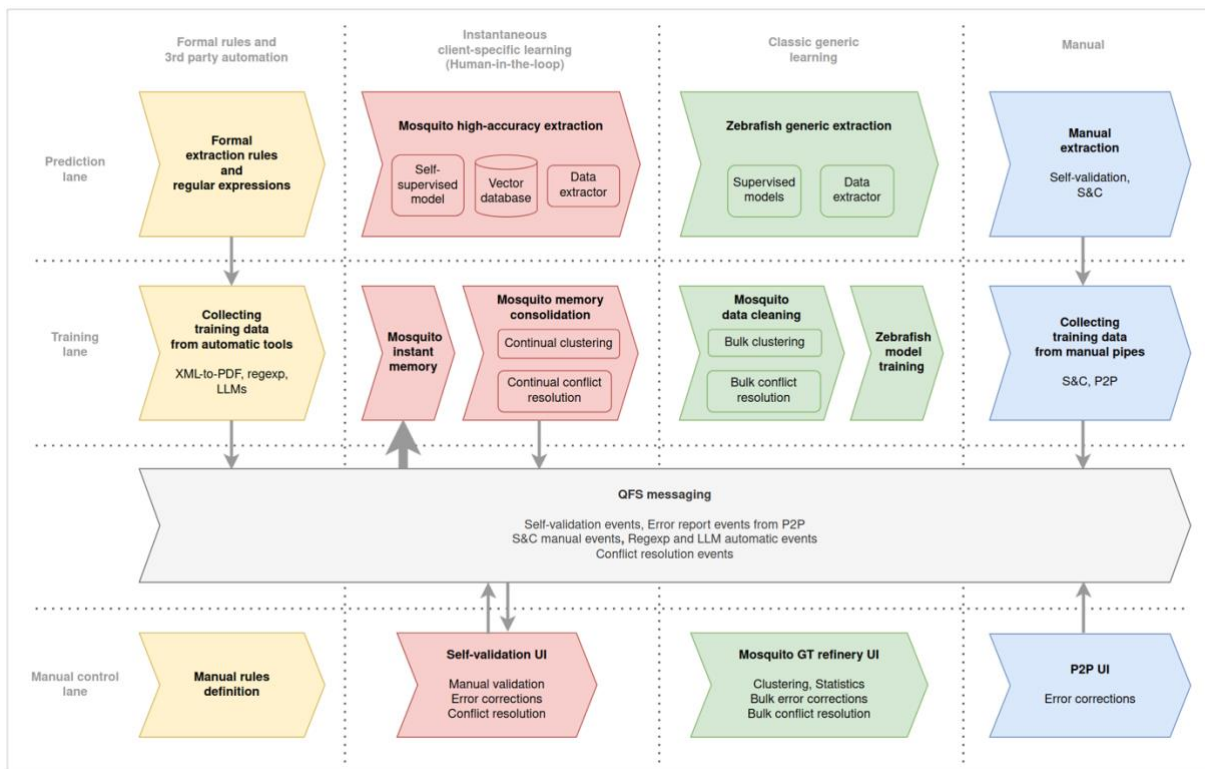 Formal rules and
3rd party automation
Instantaneous
client-specific learning
(Human-in-the-loop)
Classic generic
learning
Manual
Prediction
lane
Formal
extraction rules
and
regular expressions
Mosquito high-accuracy extraction
Self-
supervised
model
Vector
database
Data
extractor
Zebrafish generic extraction
Supervised
models
Data
extractor
Manual
extraction
Self-validation,
S&C
Training
lane
Collecting
training data
from automatic tools
XML-to-PDF, regexp,
LLMs
Mosquito
instant
memory
Mosquito memory
consolidation
Continual clustering
Continual conflict
resolution
Mosquito
data cleaning
Bulk clustering
Bulk conflict
resolution
Zebrafish
model
training
Collecting
training data
from manual pipes
S&C, P2P
QFS messaging
Self-validation events, Error report events from P2P
S&C manual events, Regexp and LLM automatic events
Conflict resolution events
Manual control
lane
Manual rules
definition
Self-validation UI
Manual validation
Error corrections
Conflict resolution
Mosquito GT refinery UI
Clustering, Statistics
Bulk error corrections
Bulk conflict resolution
P2P UI
Error corrections